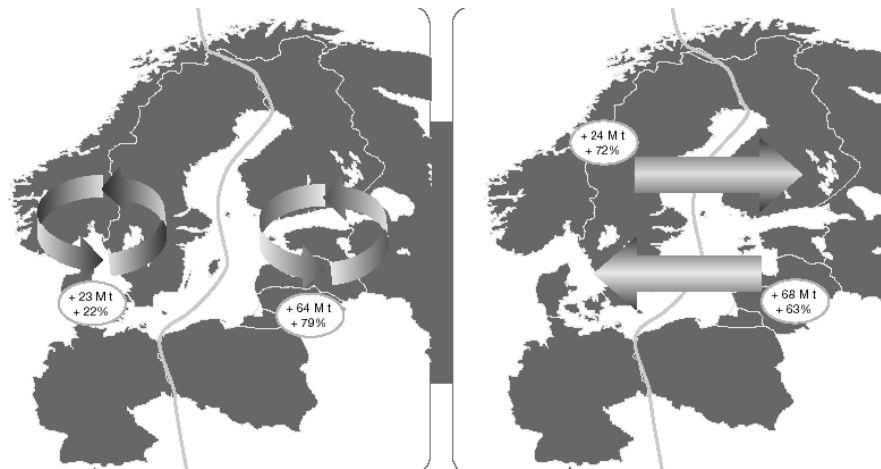 + 23 M t
+ 22%
+ 64 M t
+ 79%
+ 24 M t
+ 72%
+ 68 M t
+ 63%